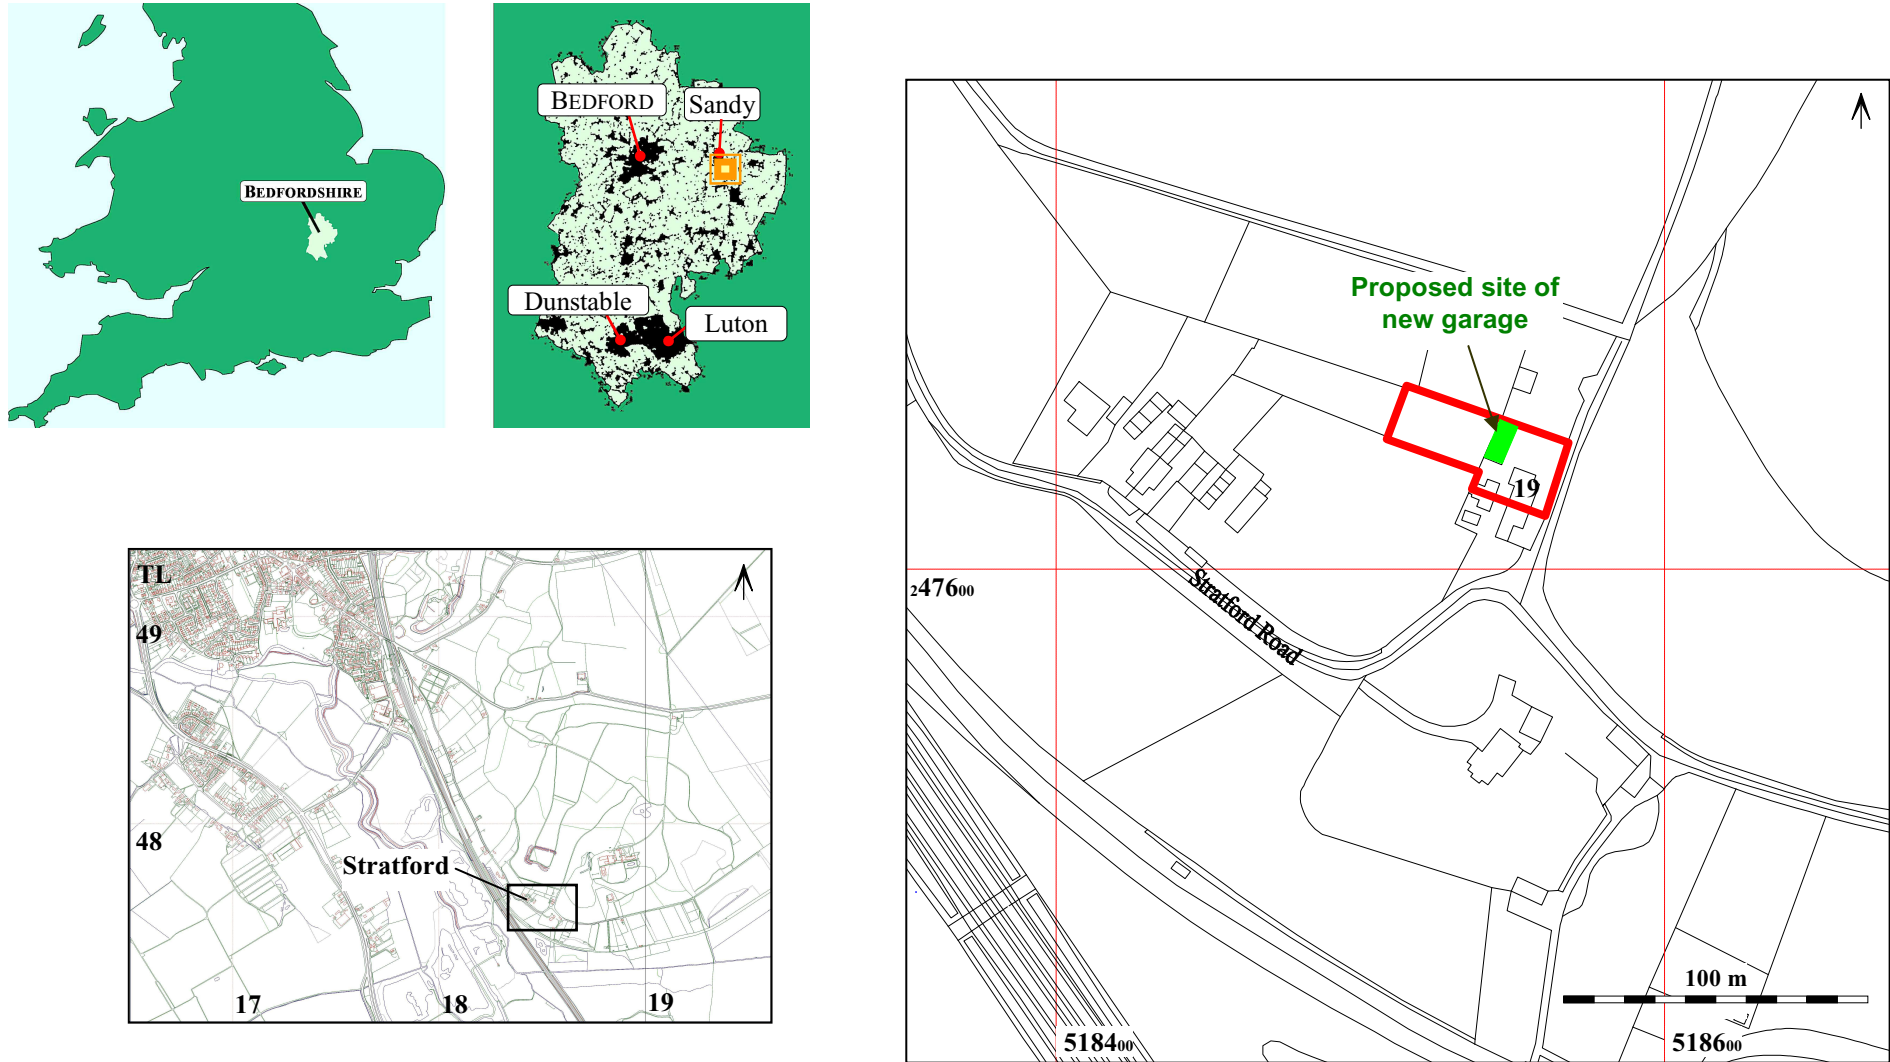 BEDFORDSHIRE
BEDFORD
Sandy
Dunstable
Luton
TL
49
48
Stratford
17
18
19
Proposed site of
new garage
19
247600
Stratford Road
100 m
518400
518600